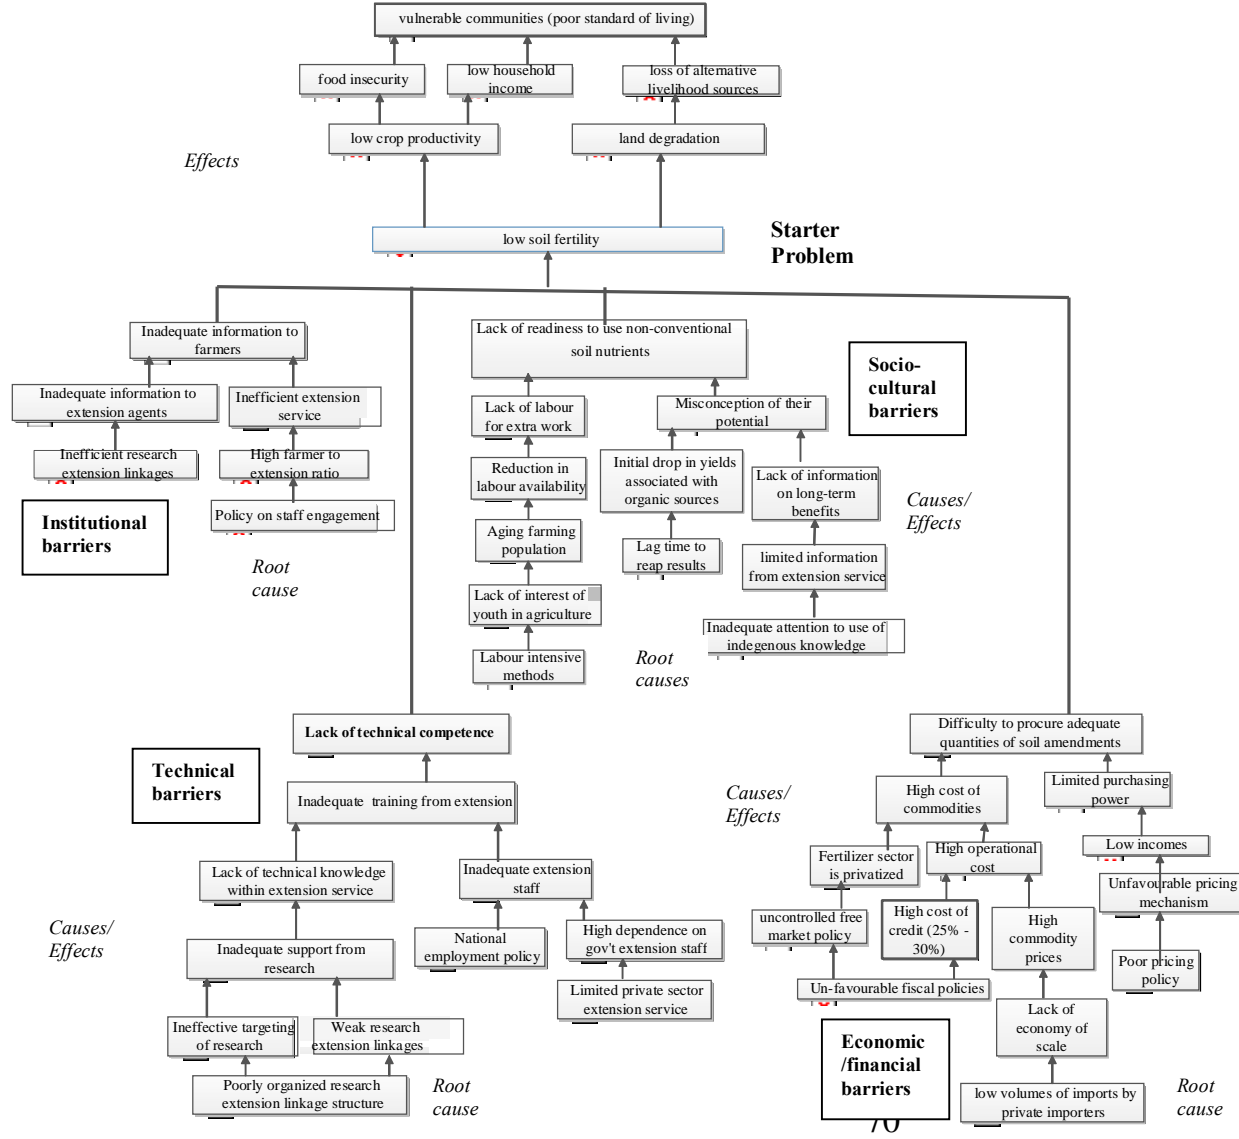 vulnerable communities (poor standard of living)
food insecurity
low household
income
loss of alternative
livelihood sources
low crop productivity
land degradation
Effects
low soil fertility
Starter
Problem
Inadequate information to
farmers
Inadequate information to
extension agents
Inefficient extension
service
Inefficient research
extension linkages
High farmer to
extension ratio
Policy on staff engagement
Institutional
barriers
Root
cause
Lack of readiness to use non-conventional
soil nutrients
Socio-
cultural
barriers
Lack of labour
for extra work
Misconception of their
potential
Reduction in
labour availability
Initial drop in yields
associated with
organic sources
Lack of information
on long-term
benefits
Causes/
Effects
Aging farming
population
Lag time to
reap results
limited information
from extension service
Lack of interest of
youth in agriculture
Inadequate attention to use of
indegenous knowledge
Labour intensive
methods
Root
causes
Lack of technical competence
Technical
barriers
Inadequate  training from extension
Lack of technical knowledge
within extension service
Inadequate extension
staff
Causes/
Effects
Inadequate support from
research
National
employment policy
High dependence on
gov't extension staff
Limited private sector
extension service
Ineffective targeting
of research
Weak research
extension linkages
Poorly organized research
extension linkage structure
Root
cause
Difficulty to procure adequate
quantities of soil amendments
Causes/
Effects
High cost of
commodities
Limited purchasing
power
Fertilizer sector
is privatized
High operational
cost
Low incomes
uncontrolled free
market policy
High cost of
credit (25% -
30%)
High
commodity
prices
Unfavourable pricing
mechanism
Poor pricing
policy
Un-favourable fiscal policies
Lack of
economy of
scale
Economic
/financial
barriers
low volumes of imports by
private importers
Root
cause
70